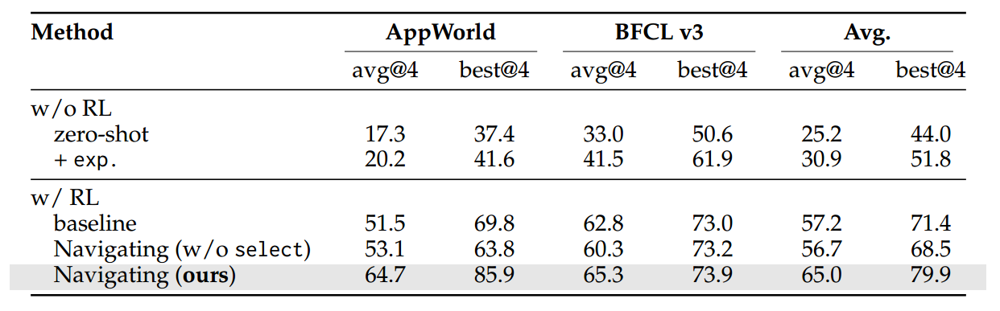 Method AppWorld BFCL v3 Avg.
avg@4 best@4 avg@4 best@4 avg@4 best@4
w/o RL
zero-shot 17.3 37.4 33.0 50.6 25.2 44.0
+ exp. 20.2 41.6 41.5 61.9 30.9 51.8
w/ RL
baseline 51.5 69.8 62.8 73.0 57.2 71.4
Navigating (w/o select) 53.1 63.8 60.3 73.2 56.7 68.5
Navigating (ours) 64.7 85.9 65.3 73.9 65.0 79.9